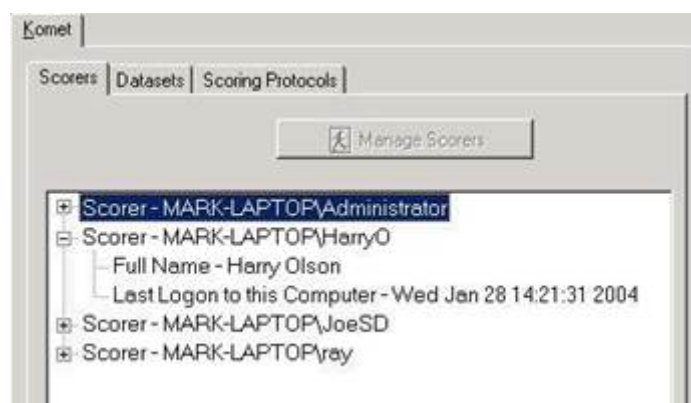 Komet
Scorers Datasets Scoring Protocols
Manage Scorers
Scorer - MARK-LAPTOP\Administrator
Scorer - MARK-LAPTOP\HarryO
Full Name - Harry Olson
Last Logon to this Computer - Wed Jan 28 14:21:31 2004
Scorer - MARK-LAPTOP\JoeSD
Scorer - MARK-LAPTOP\ray